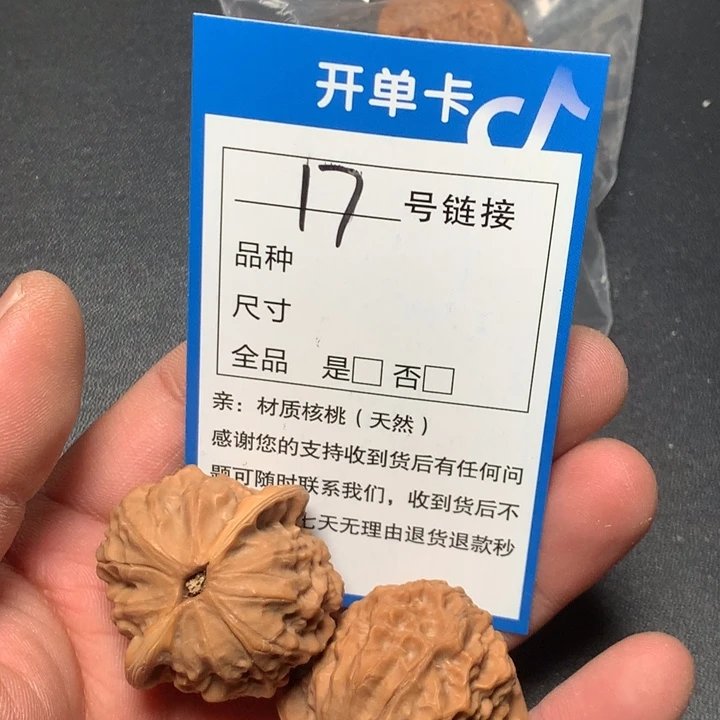 开单卡
17号链接
品种
尺寸
全品 是□ 否□
亲：材质核桃（天然）
感谢您的支持收到货后有任何问
题可随时联系我们，收到货后不
七天无理由退货退款秒